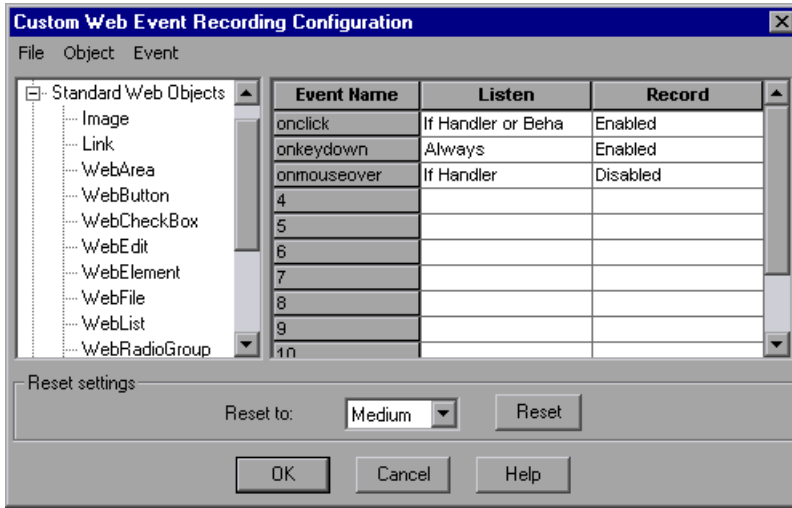 Custom Web Event Recording Configuration
File Object Event
Standard Web Objects
Image
Link
WebArea
WebButton
WebCheckBox
WebEdit
WebElement
WebFile
WebList
WebRadioGroup
Event Name Listen Record
onclick If Handler or Beha Enabled
onkeydown Always Enabled
onmouseover If Handler Disabled
4
5
6
7
8
9
10
Reset settings
Reset to: Medium Reset
OK Cancel Help